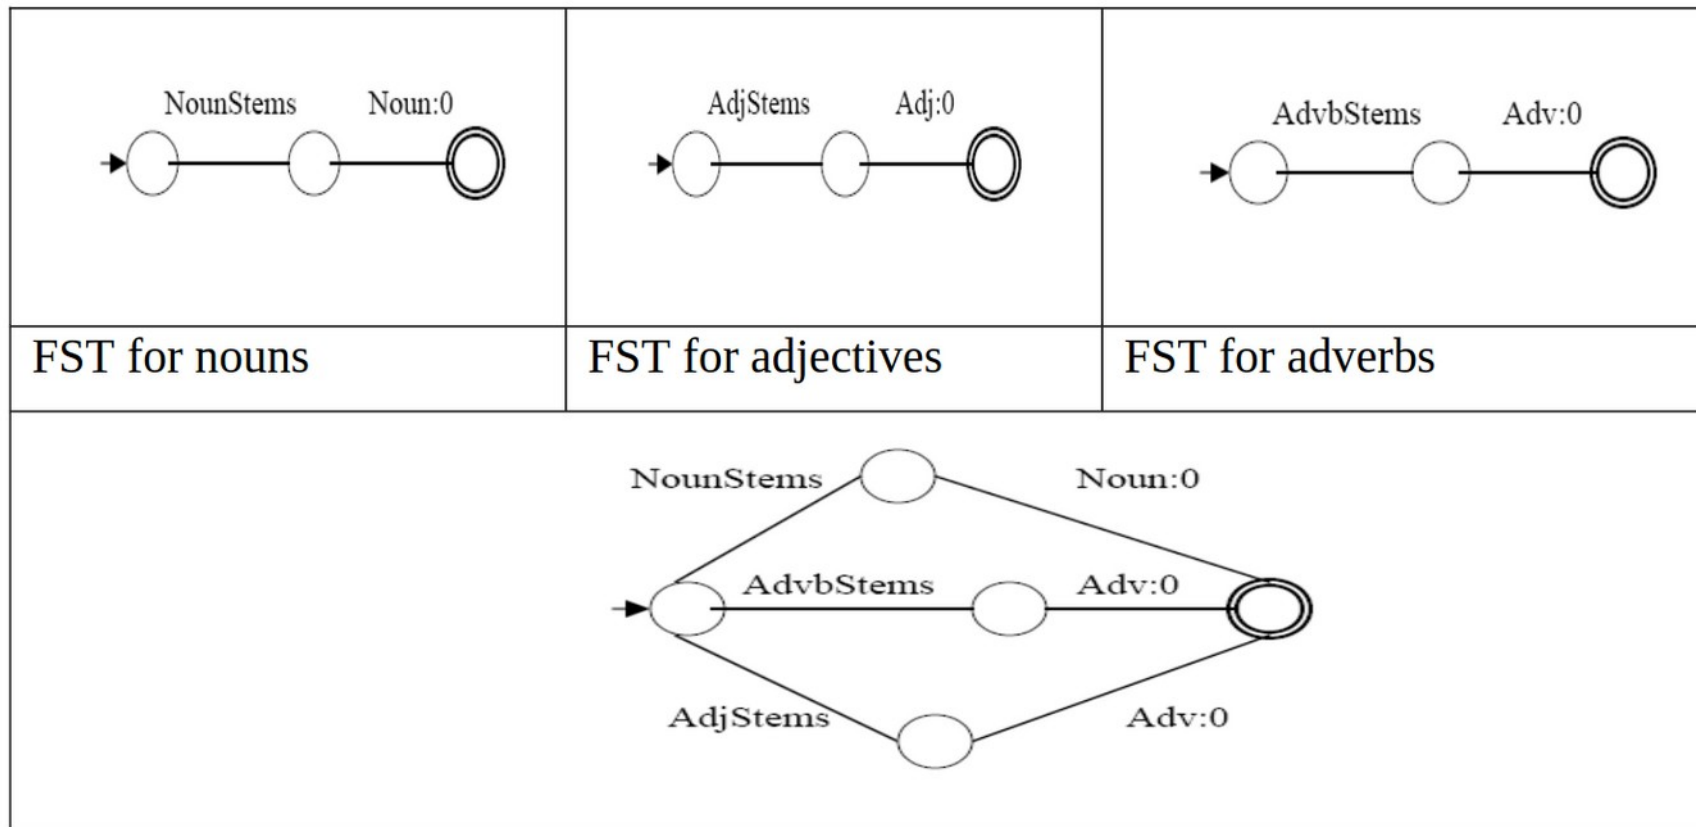 NounStems Noun:0
AdjStems Adj:0
AdvbStems Adv:0
FST for nouns
FST for adjectives
FST for adverbs
NounStems Noun:0
AdvbStems Adv:0
AdjStems Adv:0